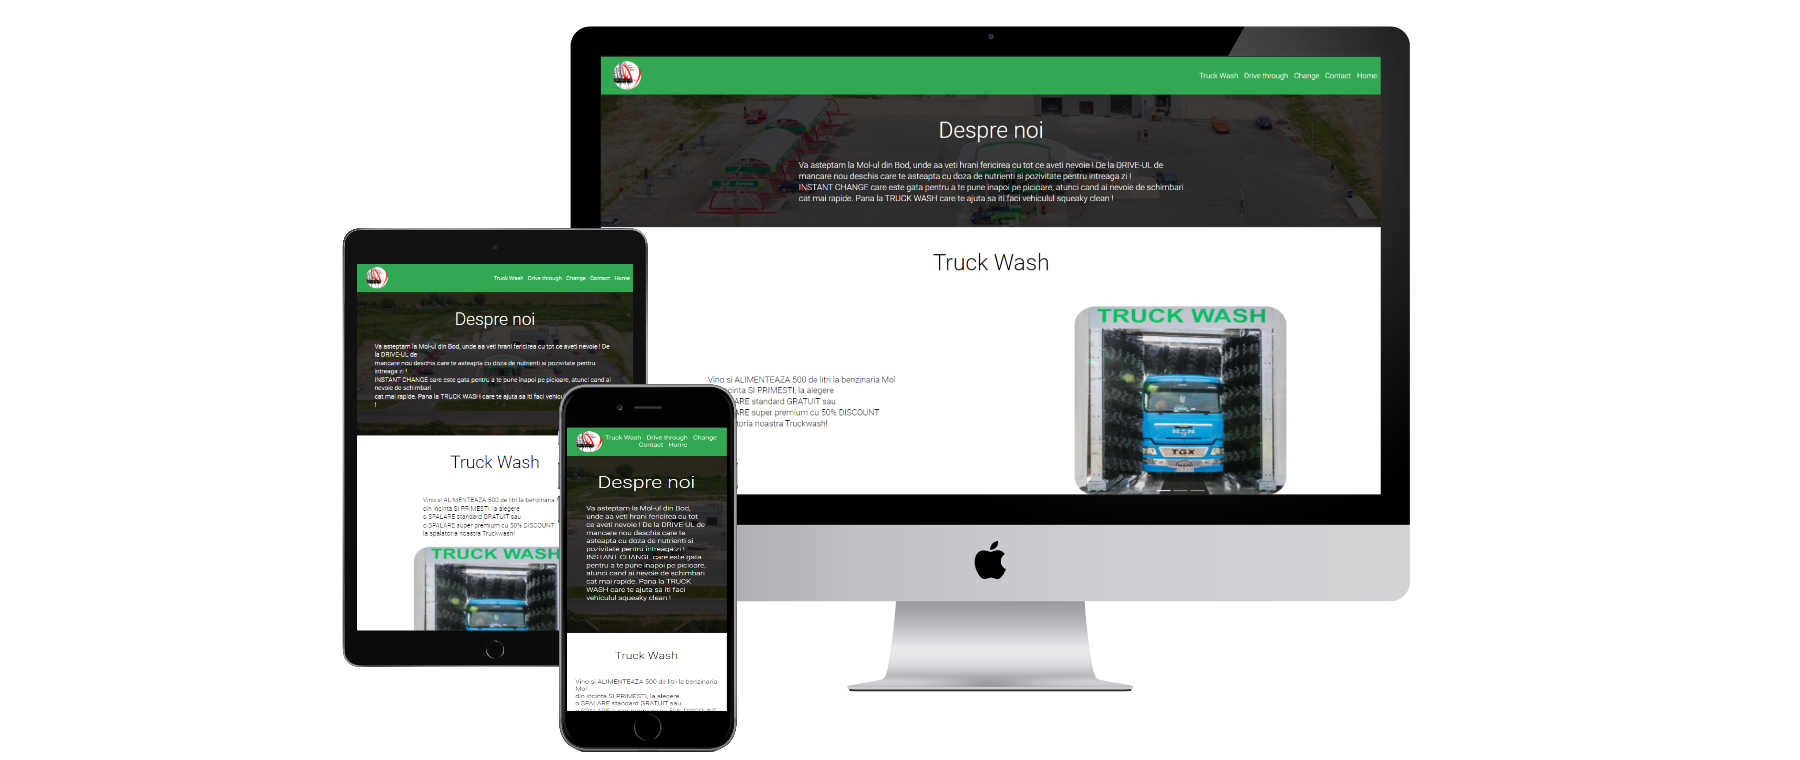 Truck Wash Drive through Change Contact Home
Despre noi
Va asteptam la Mol-ul din Bod, unde aa veti hrani fericirea cu tot ce aveti nevoie ! De la DRIVE-UL de
mancare nou deschis care te asteapta cu doza de nutrienti si pozivitate pentru intreaga zi !
INSTANT CHANGE care este gata pentru a te pune inapoi pe picioare, atunci cand ai nevoie de schimbari
cat mai rapide. Pana la TRUCK WASH care te ajuta sa iti faci vehiculul squeaky clean !
Truck Wash
TRUCK WASH
MAN
TGX
Vino si ALIMENTEAZA 500 de litri la benzinaria Mol
incinta SI PRIMESTI, la alegere
ARE standard GRATUIT sau
ARE super premium cu 50% DISCOUNT
toria noastra Truckwash!
Truck Wash Drive through Change Contact Home
Despre noi
Va asteptam la Mol-ul din Bod, unde aa veti hrani fericirea cu tot ce aveti nevoie ! De
la DRIVE-UL de
mancare nou deschis care te asteapta cu doza de nutrienti si pozivitate pentru
intreaga zi !
INSTANT CHANGE care este gata pentru a te pune inapoi pe picioare, atunci cand ai
nevoie de schimbari
cat mai rapide. Pana la TRUCK WASH care te ajuta sa iti faci
!
Truck Wash
Vino si ALIMENTEAZA 500 de litri la benzinaria
din incinta SI PRIMESTI, la alegere
o SPALARE standard GRATUIT sau
o SPALARE super premium cu 50% DISCOUNT
la spalatoria noastra Truckwash!
TRUCK WASH
Truck Wash Drive through Change
Contact Home
Despre noi
Va asteptam la Mol-ul din Bod,
unde aa veti hrani fericirea cu tot
ce aveti nevoie ! De la DRIVE-UL de
mancare nou deschis care te
asteapta cu doza de nutrienti si
pozivitate pentru intreaga zi !
INSTANT CHANGE care este gata
pentru a te pune inapoi pe picioare,
atunci cand ai nevoie de schimbari
cat mai rapide. Pana la TRUCK
WASH care te ajuta sa iti faci
vehiculul squeaky clean !
Truck Wash
Vino si ALIMENTEAZA 500 de litri la benzinaria
Mol
din incinta SI PRIMESTI, la alegere
o SPALARE standard GRATUIT sau
o SPALARE super premium cu 50% DISCOUNT